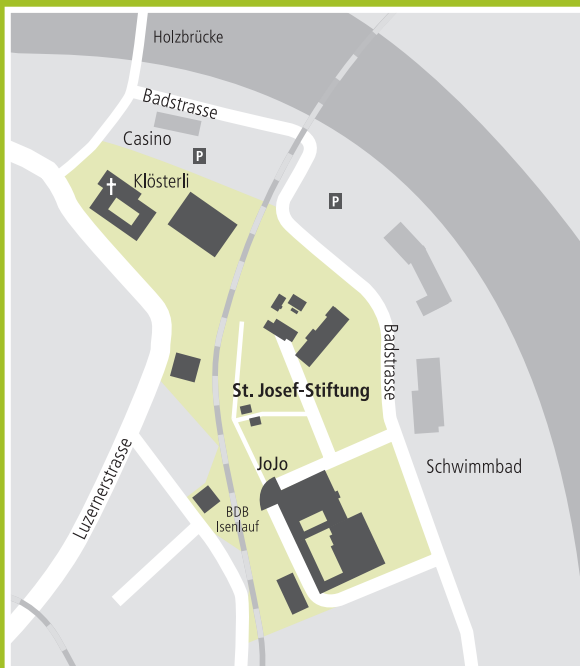 Holzbrücke
Badstrasse
Casino
P
Klösterli
P
Badstrasse
St. Josef-Stiftung
Luzernerstrasse
JoJo
Schwimmbad
BDB
Isenlauf